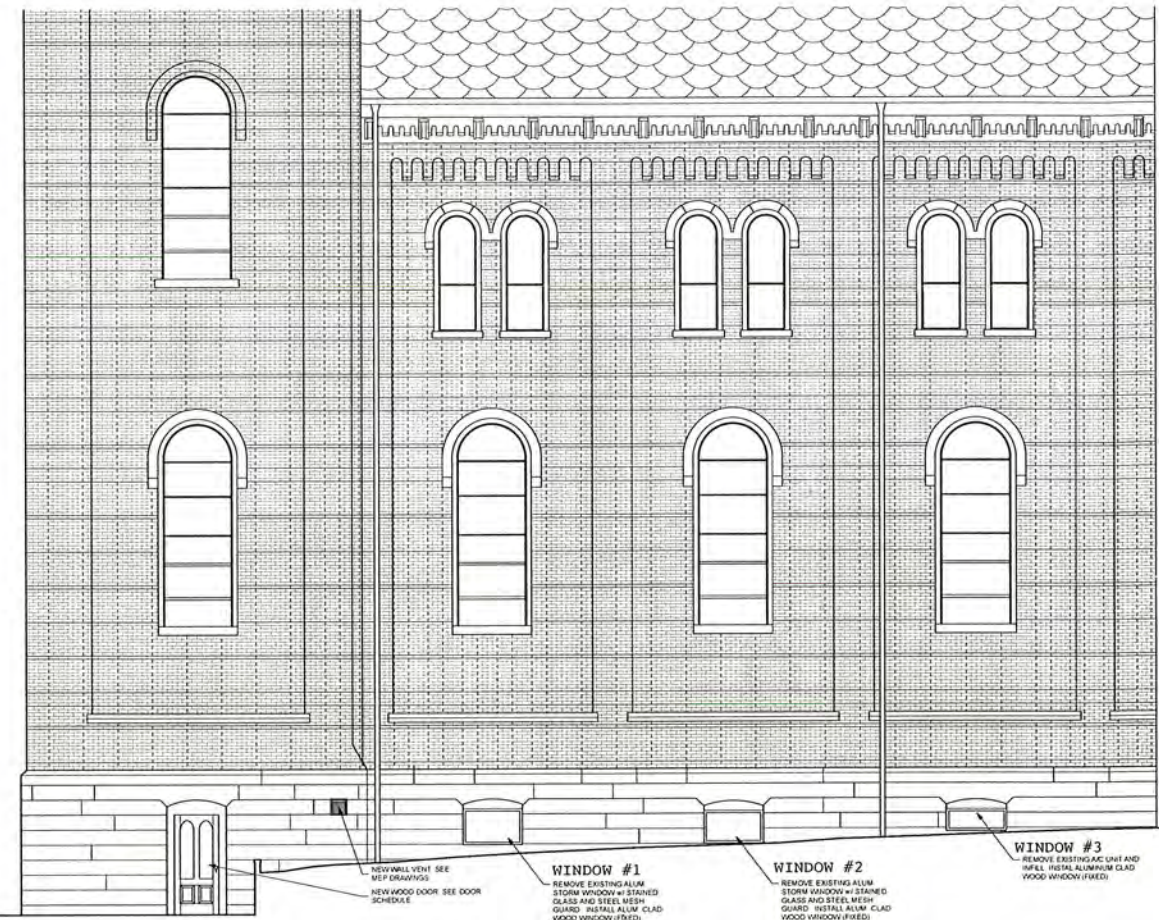 NEW WALL VENT SEE
MEP DRAWINGS
NEW WOOD DOOR SEE DOOR
SCHEDULE
WINDOW #1
REMOVE EXISTING ALUM
STORM WINDOW w/ STAINED
GLASS AND STEEL MESH
GUARD INSTALL ALUM CLAD
WOOD WINDOW (FIXED)
WINDOW #2
REMOVE EXISTING ALUM
STORM WINDOW w/ STAINED
GLASS AND STEEL MESH
GUARD INSTALL ALUM CLAD
WOOD WINDOW (FIXED)
WINDOW #3
REMOVE EXISTING A/C UNIT AND
INFILL INSTAL ALUMINUM CLAD
WOOD WINDOW (FIXED)